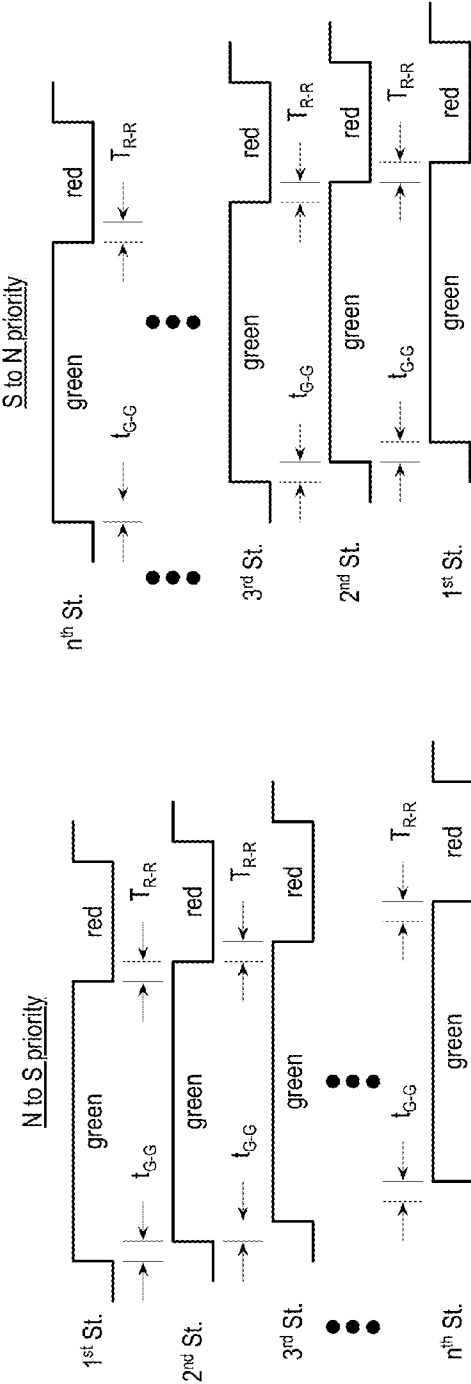 N to S priority
1st St.
green
red
tG-G
TR-R
2nd St.
green
red
tG-G
TR-R
3rd St.
green
red
tG-G
TR-R
nth St.
green
red
S to N priority
nth St.
green
red
tG-G
TR-R
3rd St.
green
red
tG-G
TR-R
2nd St.
green
red
tG-G
TR-R
1st St.
green
red